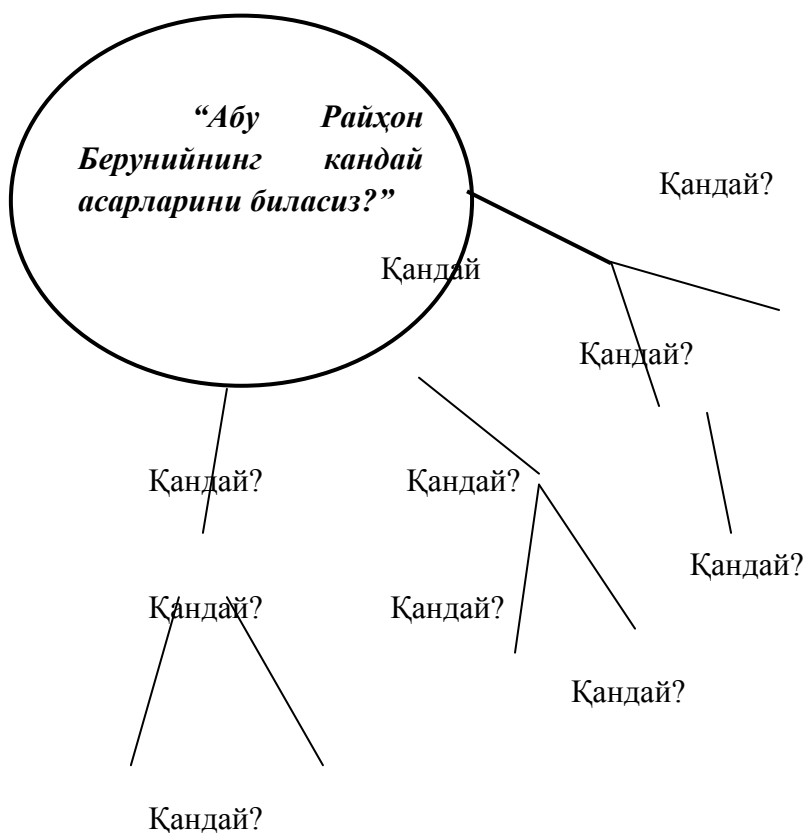 “Абу Райҳон
Берунийнинг кандай
асарларини биласиз?”
Қандай?
Қандай
Қандай?
Қандай?
Қандай?
Қандай?
Қандай?
Қандай?
Қандай?
Қандай?